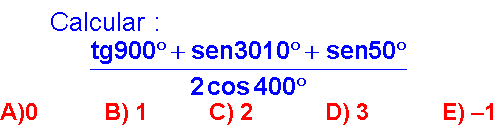 Calcular :
tg900° + sen3010° + sen50°
2cos400°
A)0 B) 1 C) 2 D) 3 E) –1